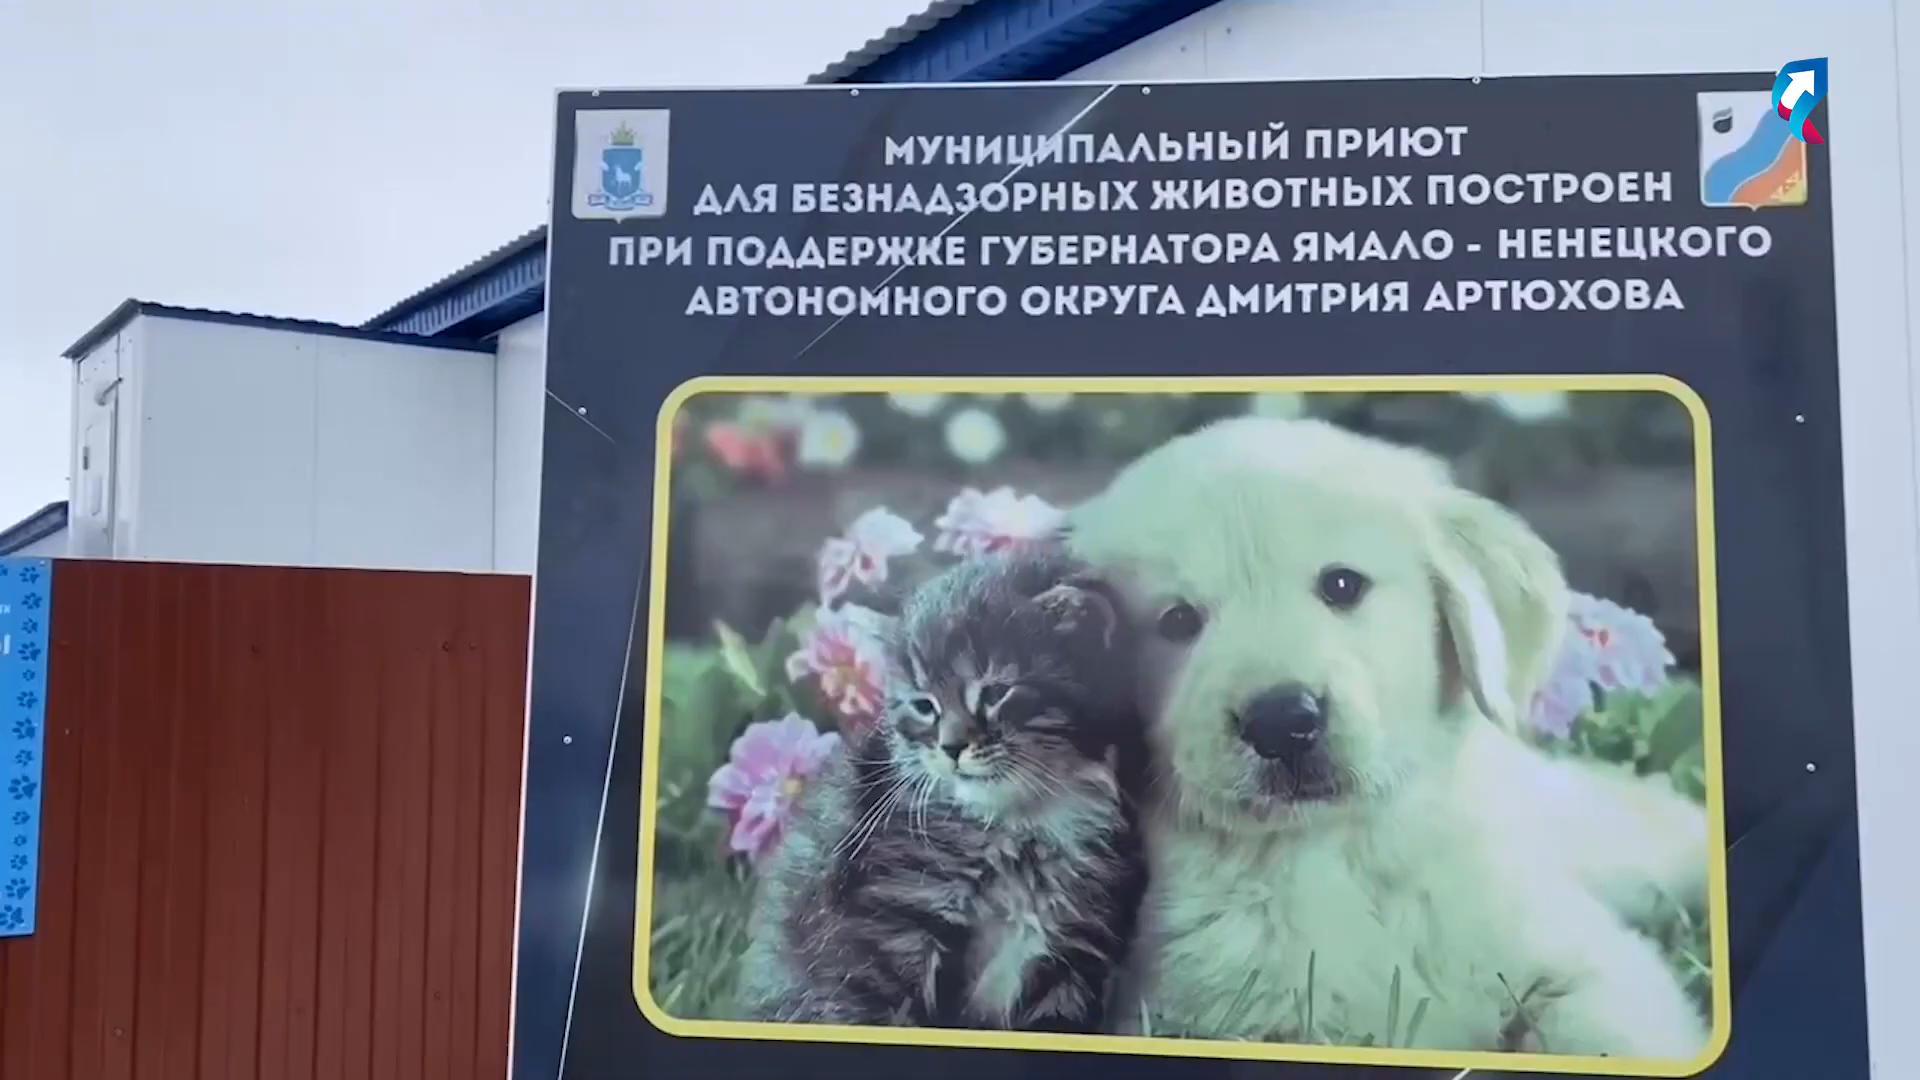 МУНИЦИПАЛЬНЫЙ ПРИЮТ
ДЛЯ БЕЗНАДЗОРНЫХ ЖИВОТНЫХ ПОСТРОЕН
ПРИ ПОДДЕРЖКЕ ГУБЕРНАТОРА ЯМАЛО - НЕНЕЦКОГО
АВТОНОМНОГО ОКРУГА ДМИТРИЯ АРТЮХОВА